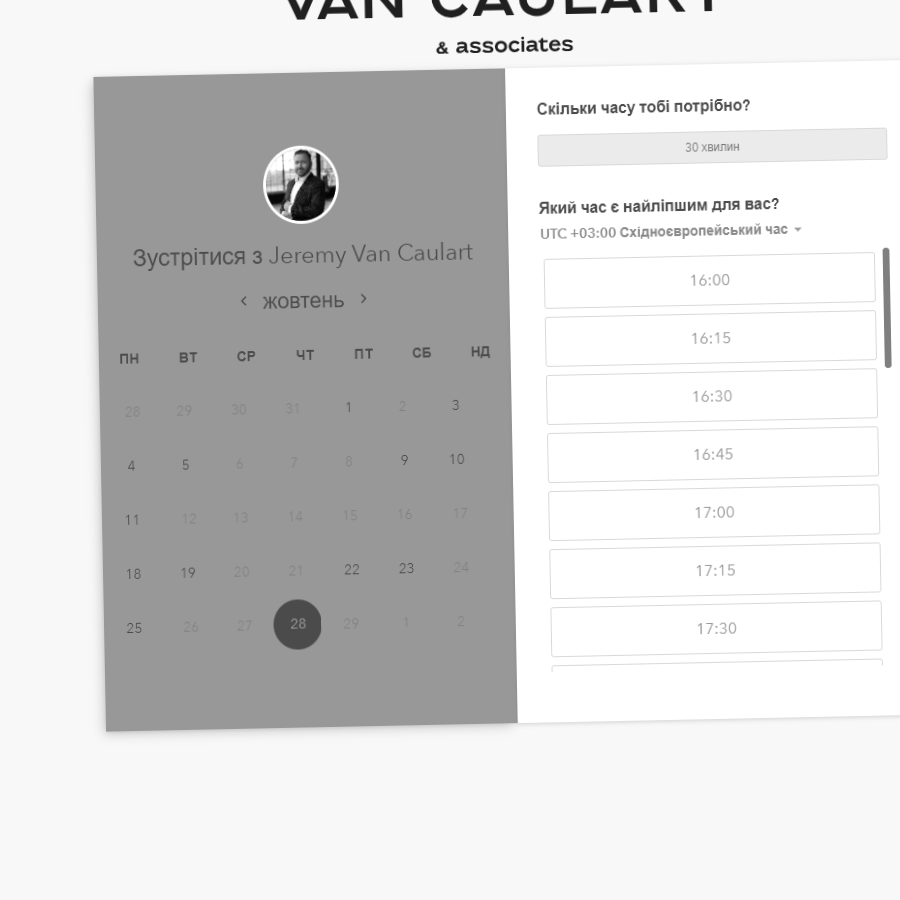 VAN CAULART
& associates
Зустрітися з Jeremy Van Caulart
жовтень
ПН ВТ СР ЧТ ПТ СБ НД
28 29 30 31 1 2 3
4 5 6 7 8 9 10
11 12 13 14 15 16 17
18 19 20 21 22 23 24
25 26 27 28 29 1 2
Скільки часу тобі потрібно?
30 хвилин
Який час є найліпшим для вас?
UTC +03:00 Східноєвропейський час
16:00
16:15
16:30
16:45
17:00
17:15
17:30